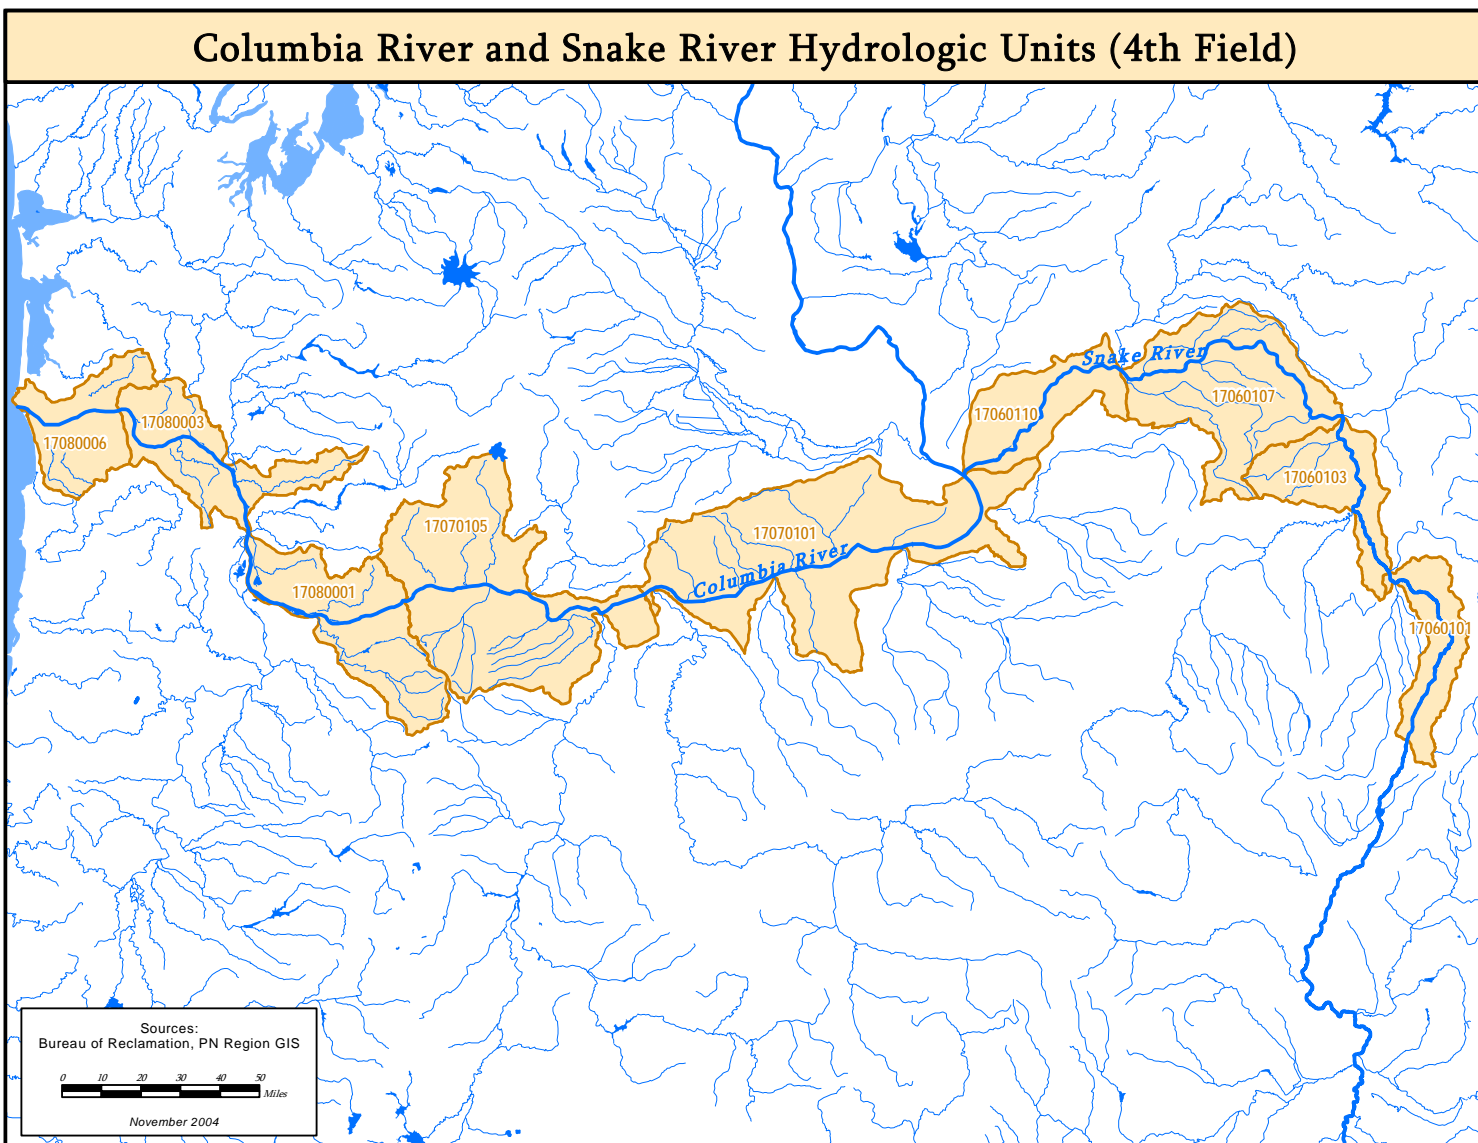 Columbia River and Snake River Hydrologic Units (4th Field)
Snake River
17060107
17060110
17080003
17080006
17060103
17070105
17070101
Columbia River
17080001
17060101
Sources:
Bureau of Reclamation, PN Region GIS
0 10 20 30 40 50
Miles
November 2004